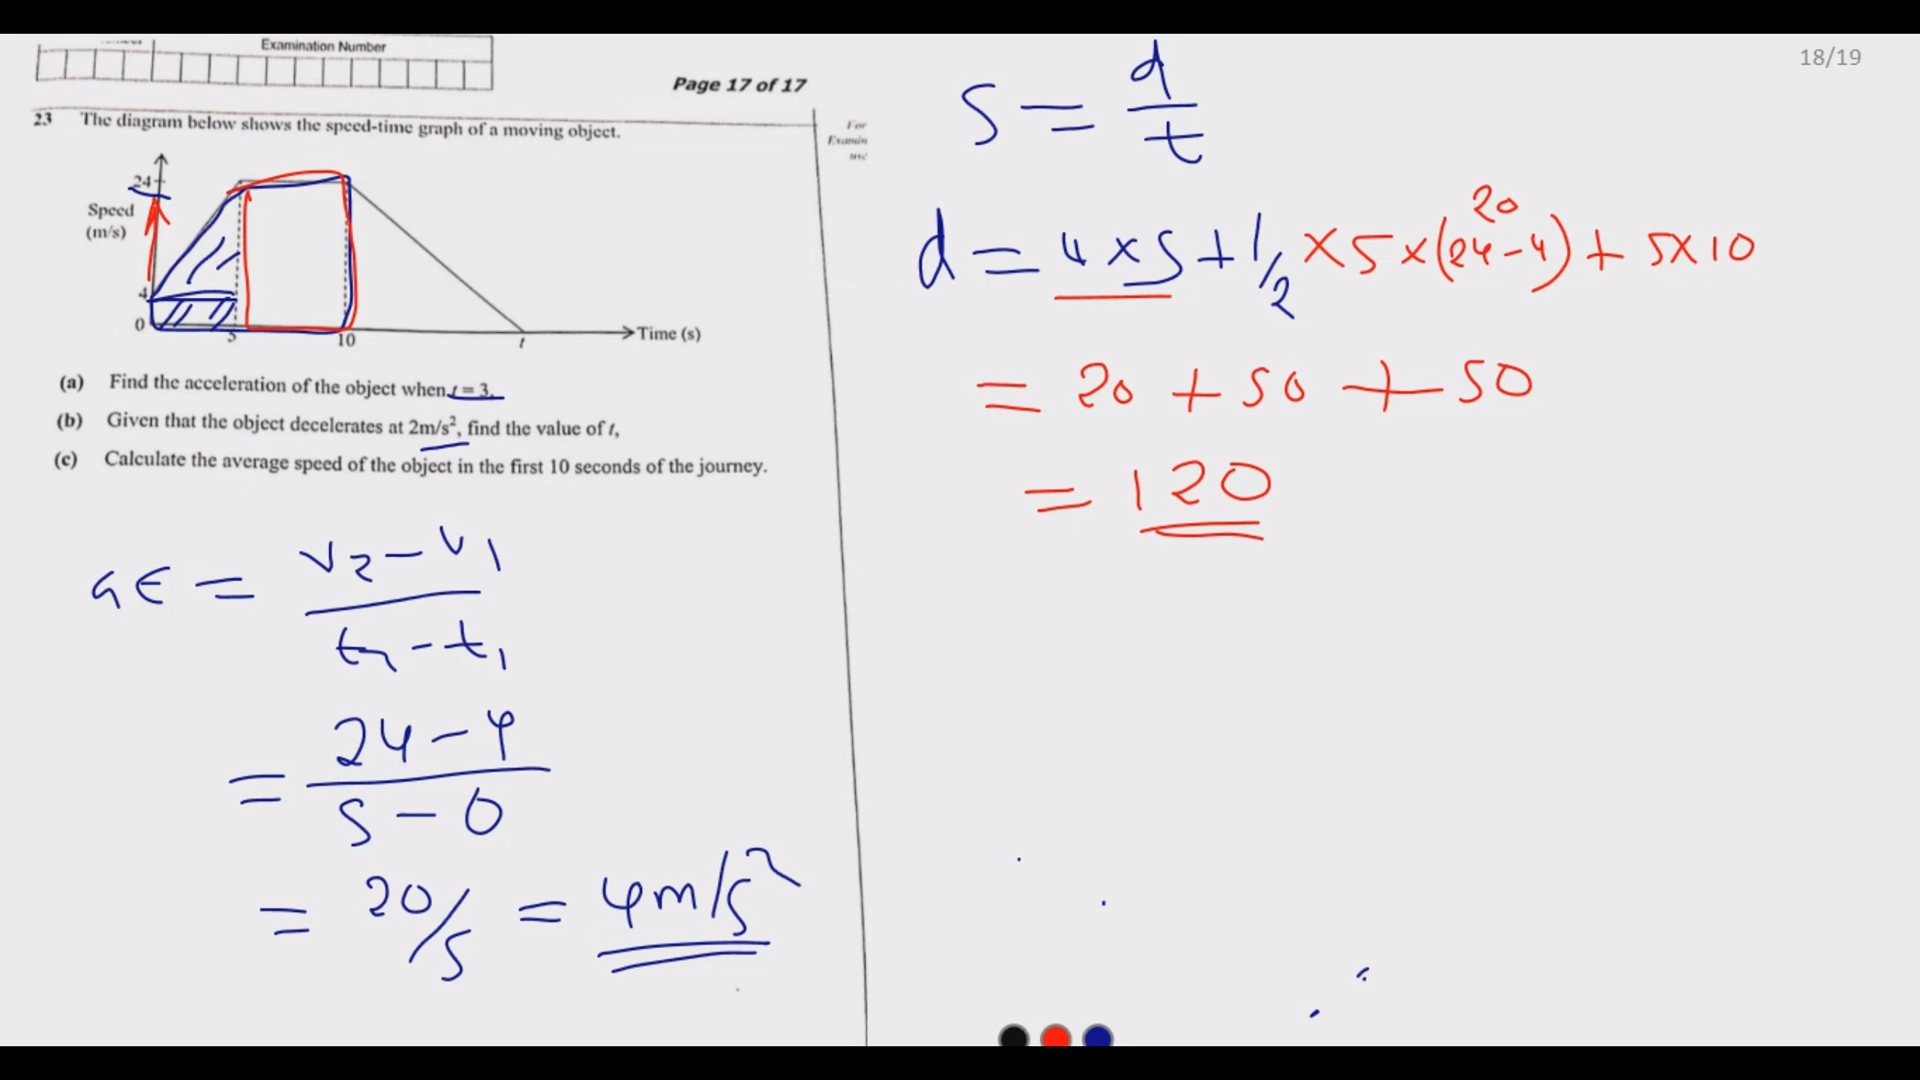 18/19
Examination Number
Page 17 of 17
For
Examin
use
23 The diagram below shows the speed-time graph of a moving object.
24
Speed
(m/s)
4
0
5
10
t
Time (s)
(a) Find the acceleration of the object when t = 3,
(b) Given that the object decelerates at 2m/s², find the value of t,
(c) Calculate the average speed of the object in the first 10 seconds of the journey.
= v2 - v1
= 24 - 4
5 - 0
= 20/5 = 4m/s²
S = d
t
20
d = 4 x 5 + 1/2 x 5 x (24-4) + 5x10
= 20 + 50 + 50
= 120